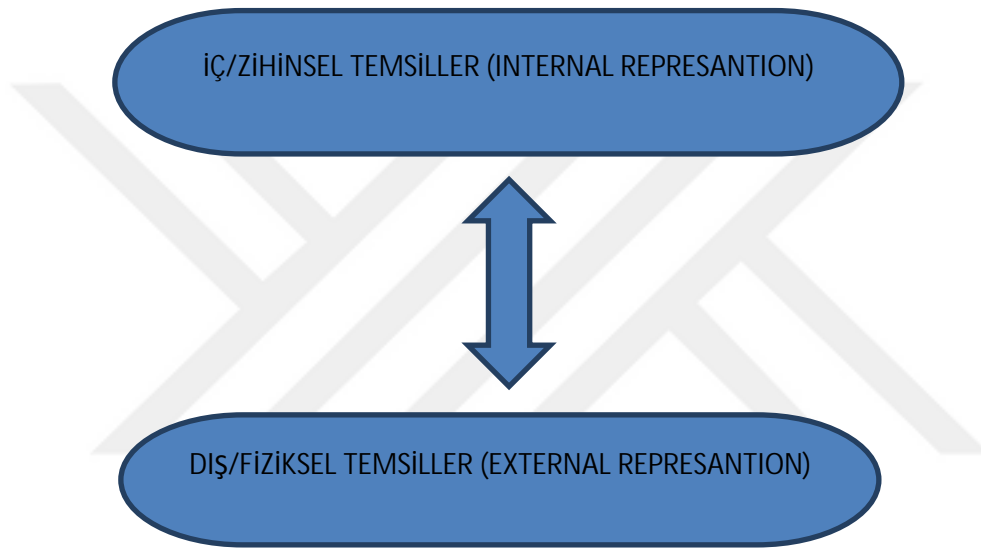 İÇ/ZİHİNSEL TEMSİLLER (INTERNAL REPRESANTION)
DIŞ/FİZİKSEL TEMSİLLER (EXTERNAL REPRESANTION)